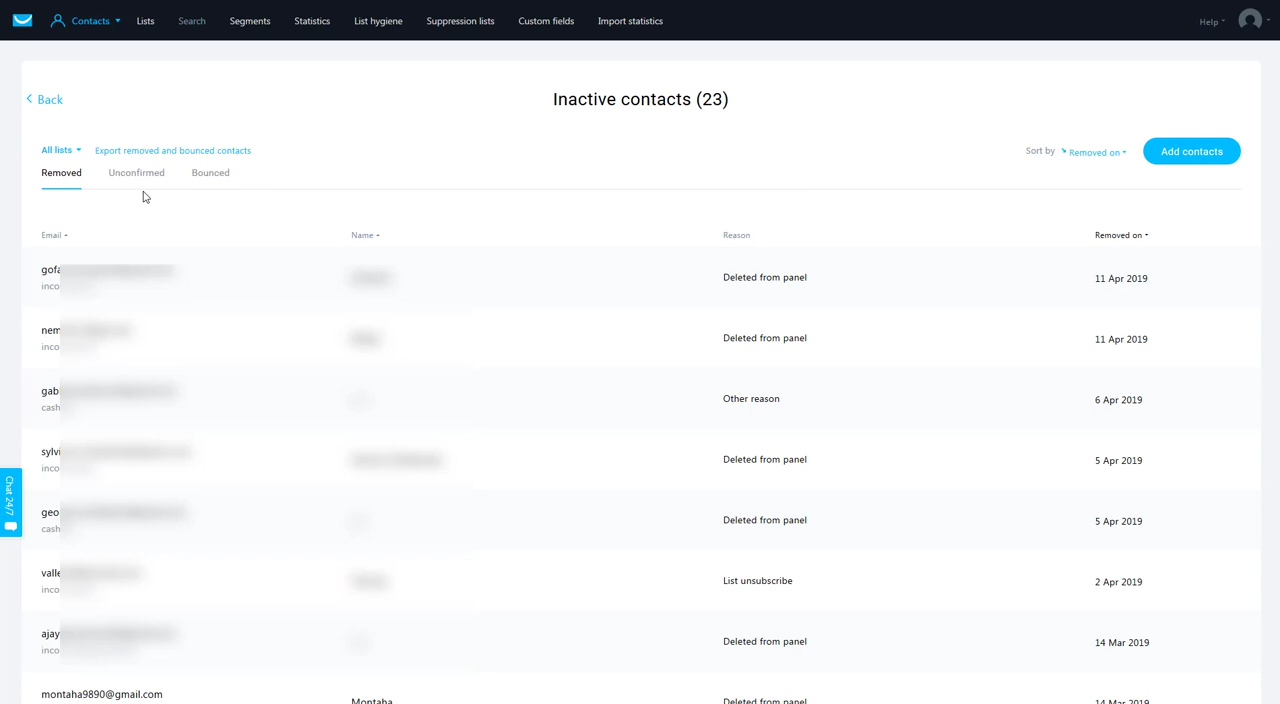 Contacts Lists Search Segments Statistics List hygiene Suppression lists Custom fields Import statistics Help
Back
Inactive contacts (23)
All lists Export removed and bounced contacts Sort by Removed on Add contacts
Removed Unconfirmed Bounced
Email Name Reason Removed on
gofa Deleted from panel 11 Apr 2019
inco
nem Deleted from panel 11 Apr 2019
inco
gab Other reason 6 Apr 2019
cash
sylvi Deleted from panel 5 Apr 2019
inco
geo Deleted from panel 5 Apr 2019
cash
Chat 24/7
valle List unsubscribe 2 Apr 2019
inco
ajay Deleted from panel 14 Mar 2019
inco
montaha9890@gmail.com
Montaha Deleted from panel 14 Mar 2019